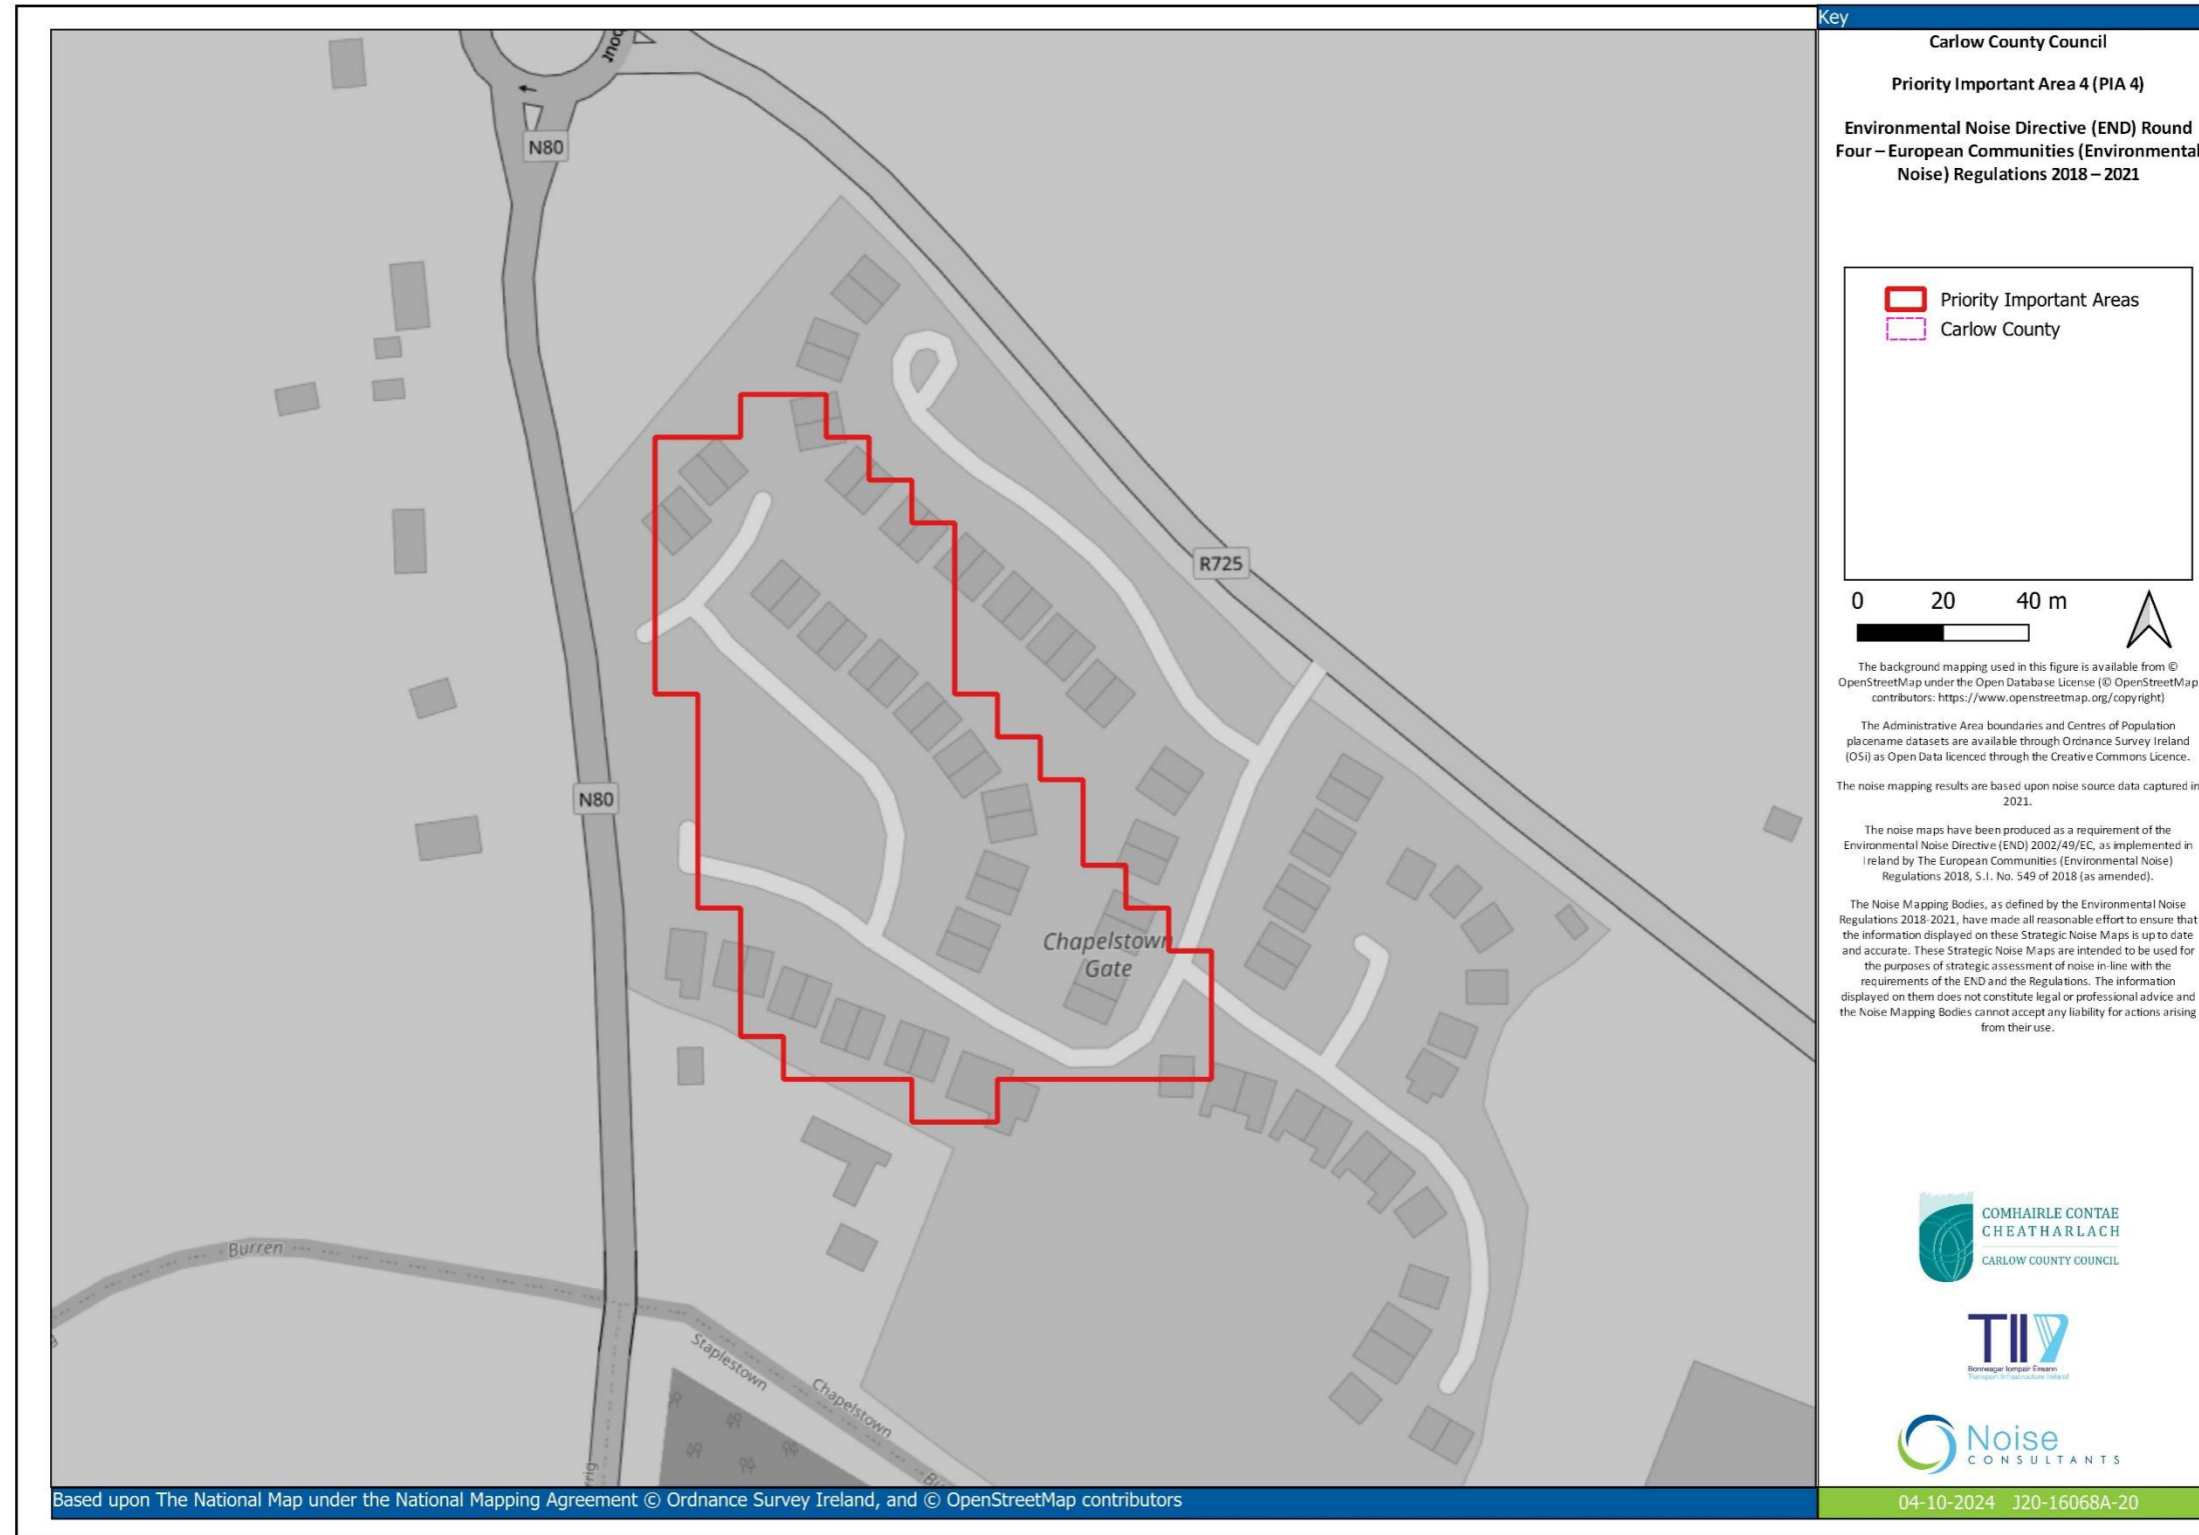 Key
Carlow County Council
Priority Important Area 4 (PIA 4)
Environmental Noise Directive (END) Round
Four – European Communities (Environmental
Noise) Regulations 2018 – 2021
Priority Important Areas
Carlow County
0 20 40 m
The background mapping used in this figure is available from ©
OpenStreetMap under the Open Database License (© OpenStreetMap
contributors: https://www.openstreetmap.org/copyright)
The Administrative Area boundaries and Centres of Population
placename datasets are available through Ordnance Survey Ireland
(OSi) as Open Data licenced through the Creative Commons Licence.
The noise mapping results are based upon noise source data captured in
2021.
The noise maps have been produced as a requirement of the
Environmental Noise Directive (END) 2002/49/EC, as implemented in
Ireland by The European Communities (Environmental Noise)
Regulations 2018, S.I. No. 549 of 2018 (as amended).
The Noise Mapping Bodies, as defined by the Environmental Noise
Regulations 2018-2021, have made all reasonable effort to ensure that
the information displayed on these Strategic Noise Maps is up to date
and accurate. These Strategic Noise Maps are intended to be used for
the purposes of strategic assessment of noise in-line with the
requirements of the END and the Regulations. The information
displayed on them does not constitute legal or professional advice and
the Noise Mapping Bodies cannot accept any liability for actions arising
from their use.
COMHAIRLE CONTAE
CHEATHARLACH
CARLOW COUNTY COUNCIL
TII
Bonneagar Iompair Éireann
Transport Infrastructure Ireland
Noise
CONSULTANTS
04-10-2024 J20-16068A-20
N80
R725
N80
Chapelstown
Gate
Burren
Staplestown
Chapelstown
Based upon The National Map under the National Mapping Agreement © Ordnance Survey Ireland, and © OpenStreetMap contributors